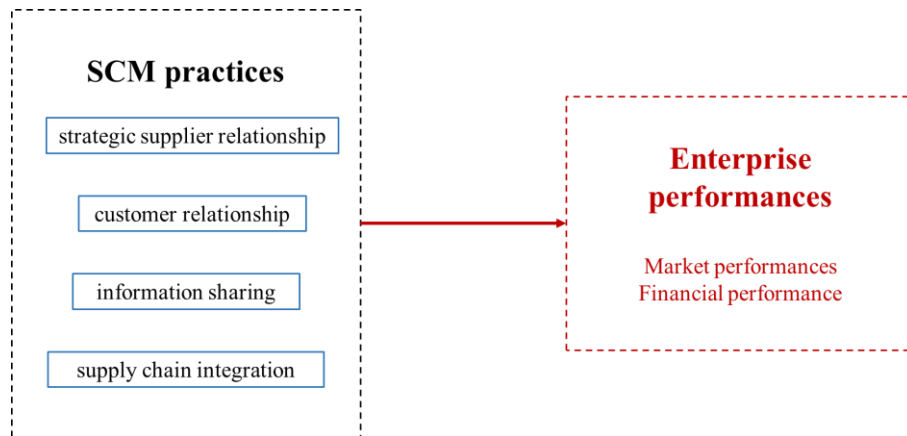 SCM practices
strategic supplier relationship
customer relationship
information sharing
supply chain integration
Enterprise
performances
Market performances
Financial performance